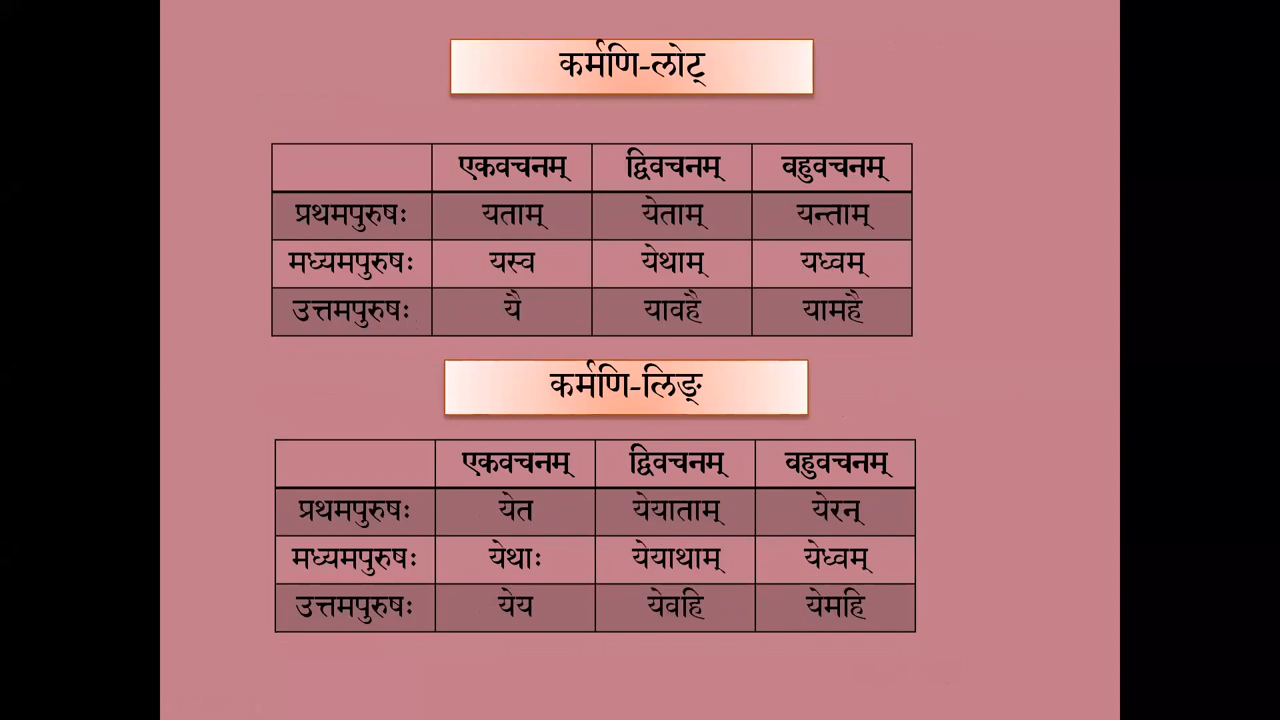 कर्मणि-लोट्
एकवचनम् द्विवचनम् वहुवचनम्
प्रथमपुरुषः यताम् येताम् यन्ताम्
मध्यमपुरुषः यस्व येथाम् यध्वम्
उत्तमपुरुषः यै यावहै यामहै
कर्मणि-लिङ्
एकवचनम् द्विवचनम् वहुवचनम्
प्रथमपुरुषः येत येयाताम् येरन्
मध्यमपुरुषः येथाः येयाथाम् येध्वम्
उत्तमपुरुषः येय येवहि येमहि